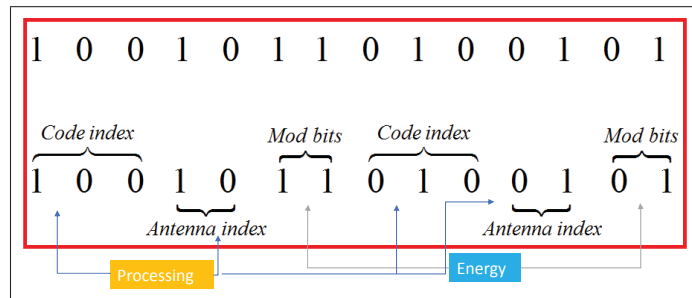 1 0 0 1 0 1 1 0 1 0 0 1 0 1
Code index Mod bits Code index Mod bits
1 0 0 1 0 1 1 0 1 0 0 1 0 1
Antenna index Antenna index
Processing Energy